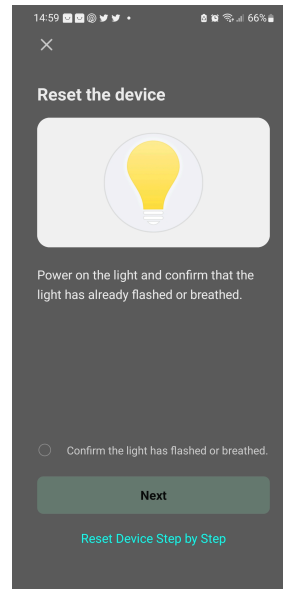 14:59
66%
Reset the device
Power on the light and confirm that the
light has already flashed or breathed.
Confirm the light has flashed or breathed.
Next
Reset Device Step by Step